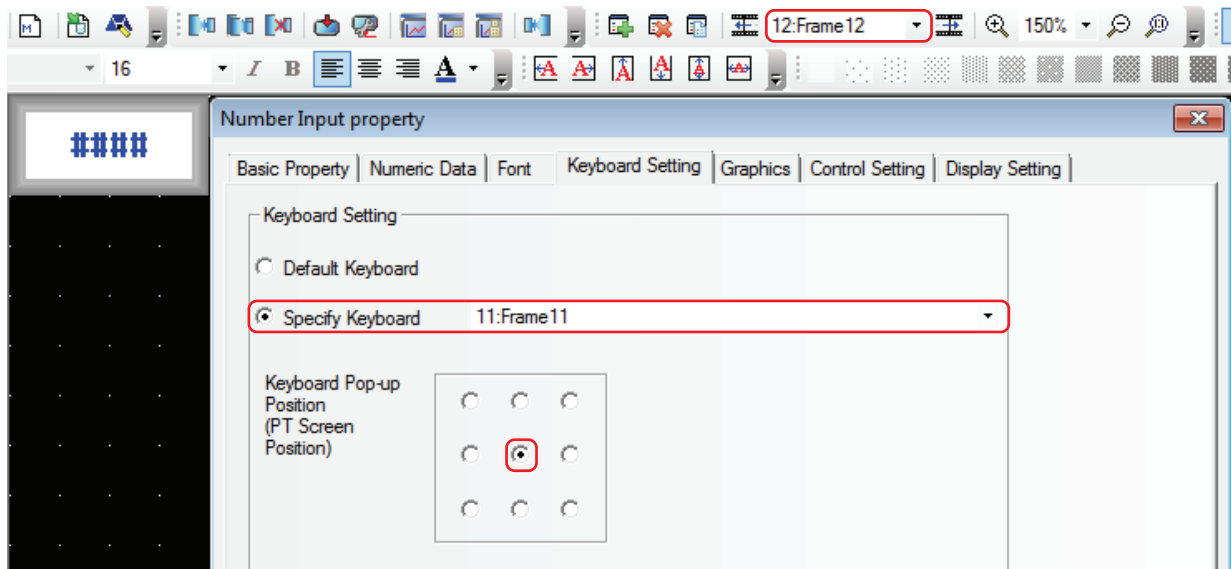 12:Frame12 150%
16 I B A
####
Number Input property
Basic Property Numeric Data Font Keyboard Setting Graphics Control Setting Display Setting
Keyboard Setting
Default Keyboard
Specify Keyboard 11:Frame11
Keyboard Pop-up
Position
(PT Screen
Position)